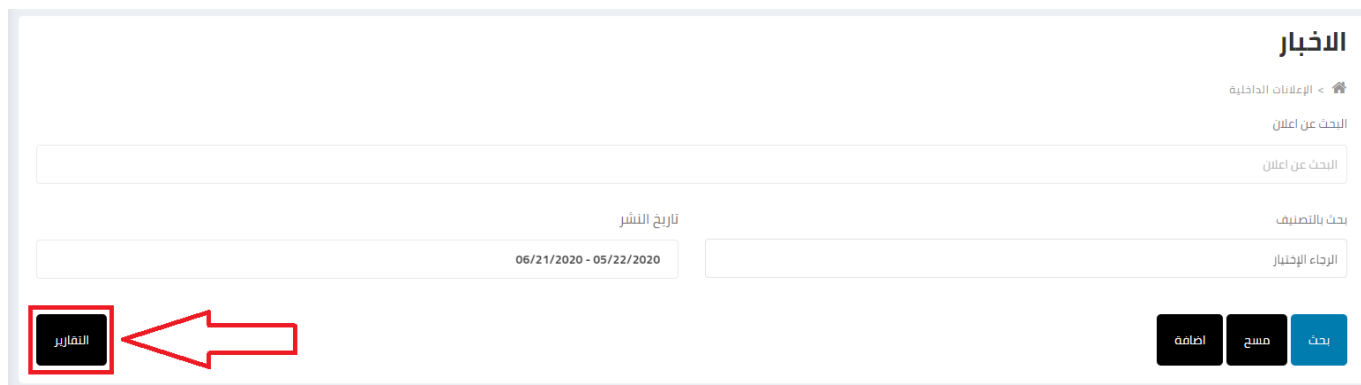 الاخبار
> الإعلانات الداخلية
البحث عن اعلان
البحث عن اعلان
بحث بالتصنيف
تاريخ النشر
الرجاء الإختيار
06/21/2020 - 05/22/2020
بحث
مسح
اضافة
التقارير